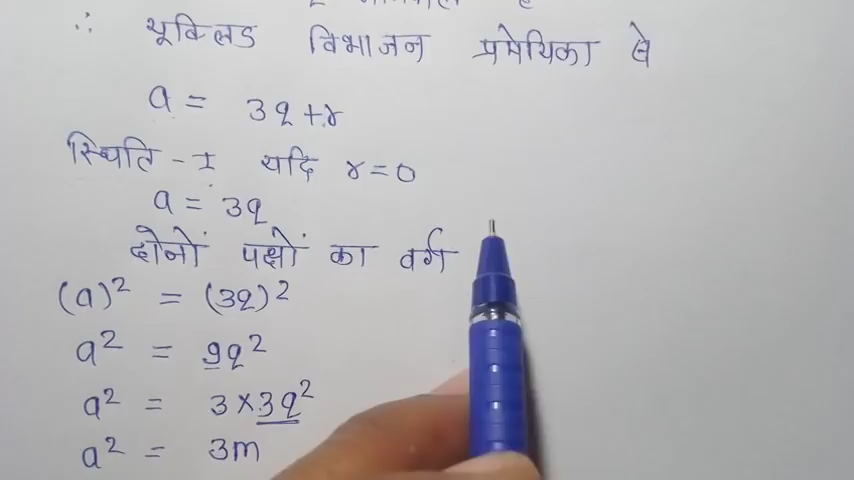 ∴ यूक्लिड विभाजन प्रमेयिका से
a = 3q + r
स्थिति - I यदि r = 0
a = 3q
दोनों पक्षों का वर्ग
(a)² = (3q)²
a² = 9q²
a² = 3 × 3q²
a² = 3m